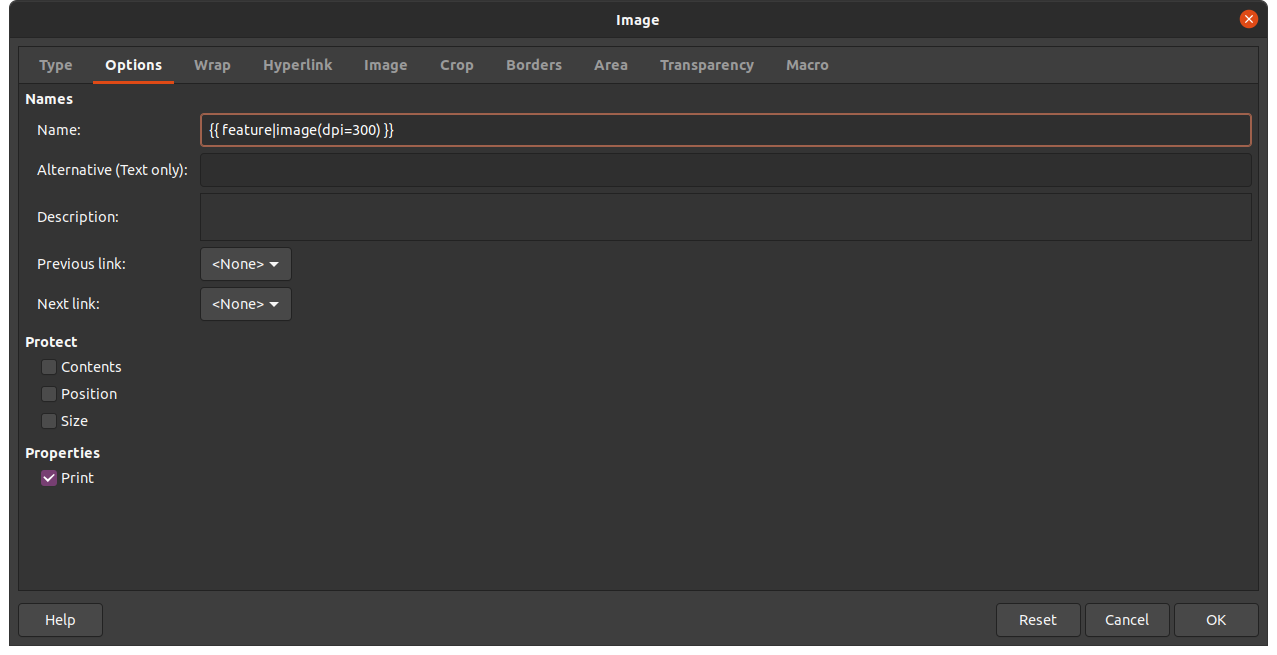 Image
Type Options Wrap Hyperlink Image Crop Borders Area Transparency Macro
Names
Name: {{ feature|image(dpi=300) }}
Alternative (Text only):
Description:
Previous link: <None>
Next link: <None>
Protect
Contents
Position
Size
Properties
Print
Help Reset Cancel OK